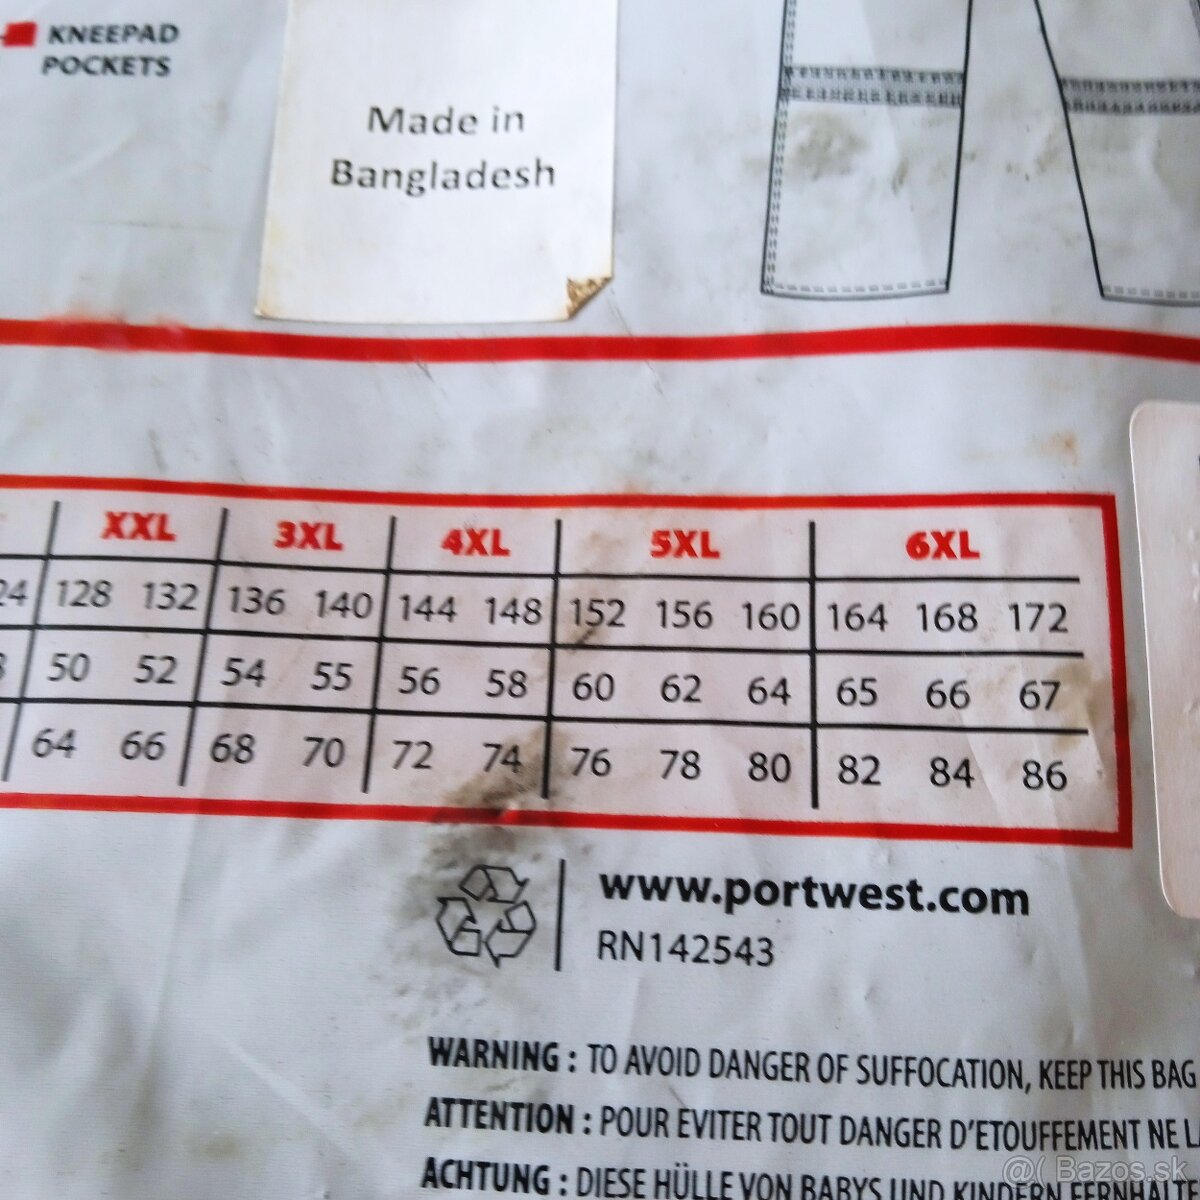 KNEEPAD
POCKETS
Made in
Bangladesh
XXL 3XL 4XL 5XL 6XL
24 128 132 136 140 144 148 152 156 160 164 168 172
50 52 54 55 56 58 60 62 64 65 66 67
64 66 68 70 72 74 76 78 80 82 84 86
www.portwest.com
RN142543
WARNING : TO AVOID DANGER OF SUFFOCATION, KEEP THIS BAG
ATTENTION : POUR EVITER TOUT DANGER D'ETOUFFEMENT NE
ACHTUNG : DIESE HÜLLE VON BABYS UND KINDERN FERNHALTE
@( Bazos.sk